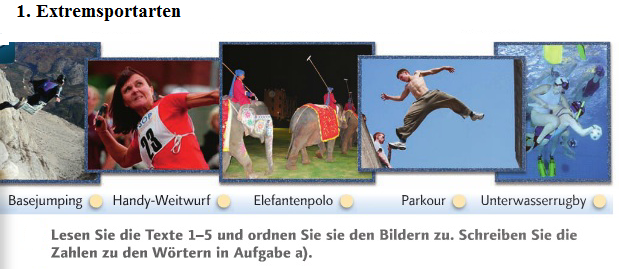 1. Extremsportarten
23
Basejumping Handy-Weitwurf Elefantenpolo Parkour Unterwasserrugby
Lesen Sie die Texte 1–5 und ordnen Sie sie den Bildern zu. Schreiben Sie die
Zahlen zu den Wörtern in Aufgabe a).